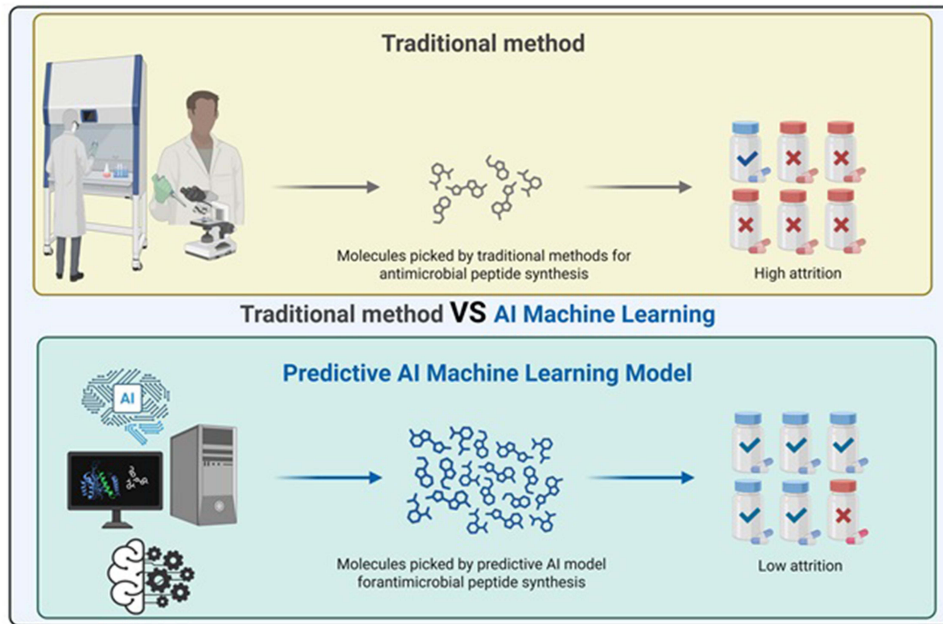 Traditional method
Molecules picked by traditional methods for
antimicrobial peptide synthesis
High attrition
Traditional method VS AI Machine Learning
Predictive AI Machine Learning Model
AI
Molecules picked by predictive AI model
forantimicrobial peptide synthesis
Low attrition